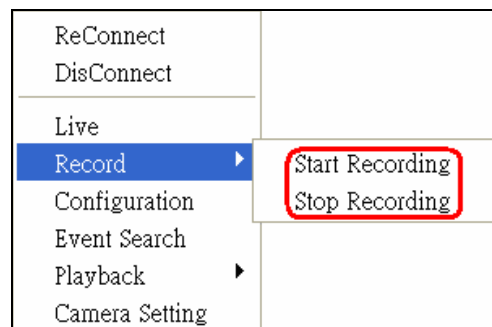 ReConnect
DisConnect
Live
Record
Start Recording
Stop Recording
Configuration
Event Search
Playback
Camera Setting